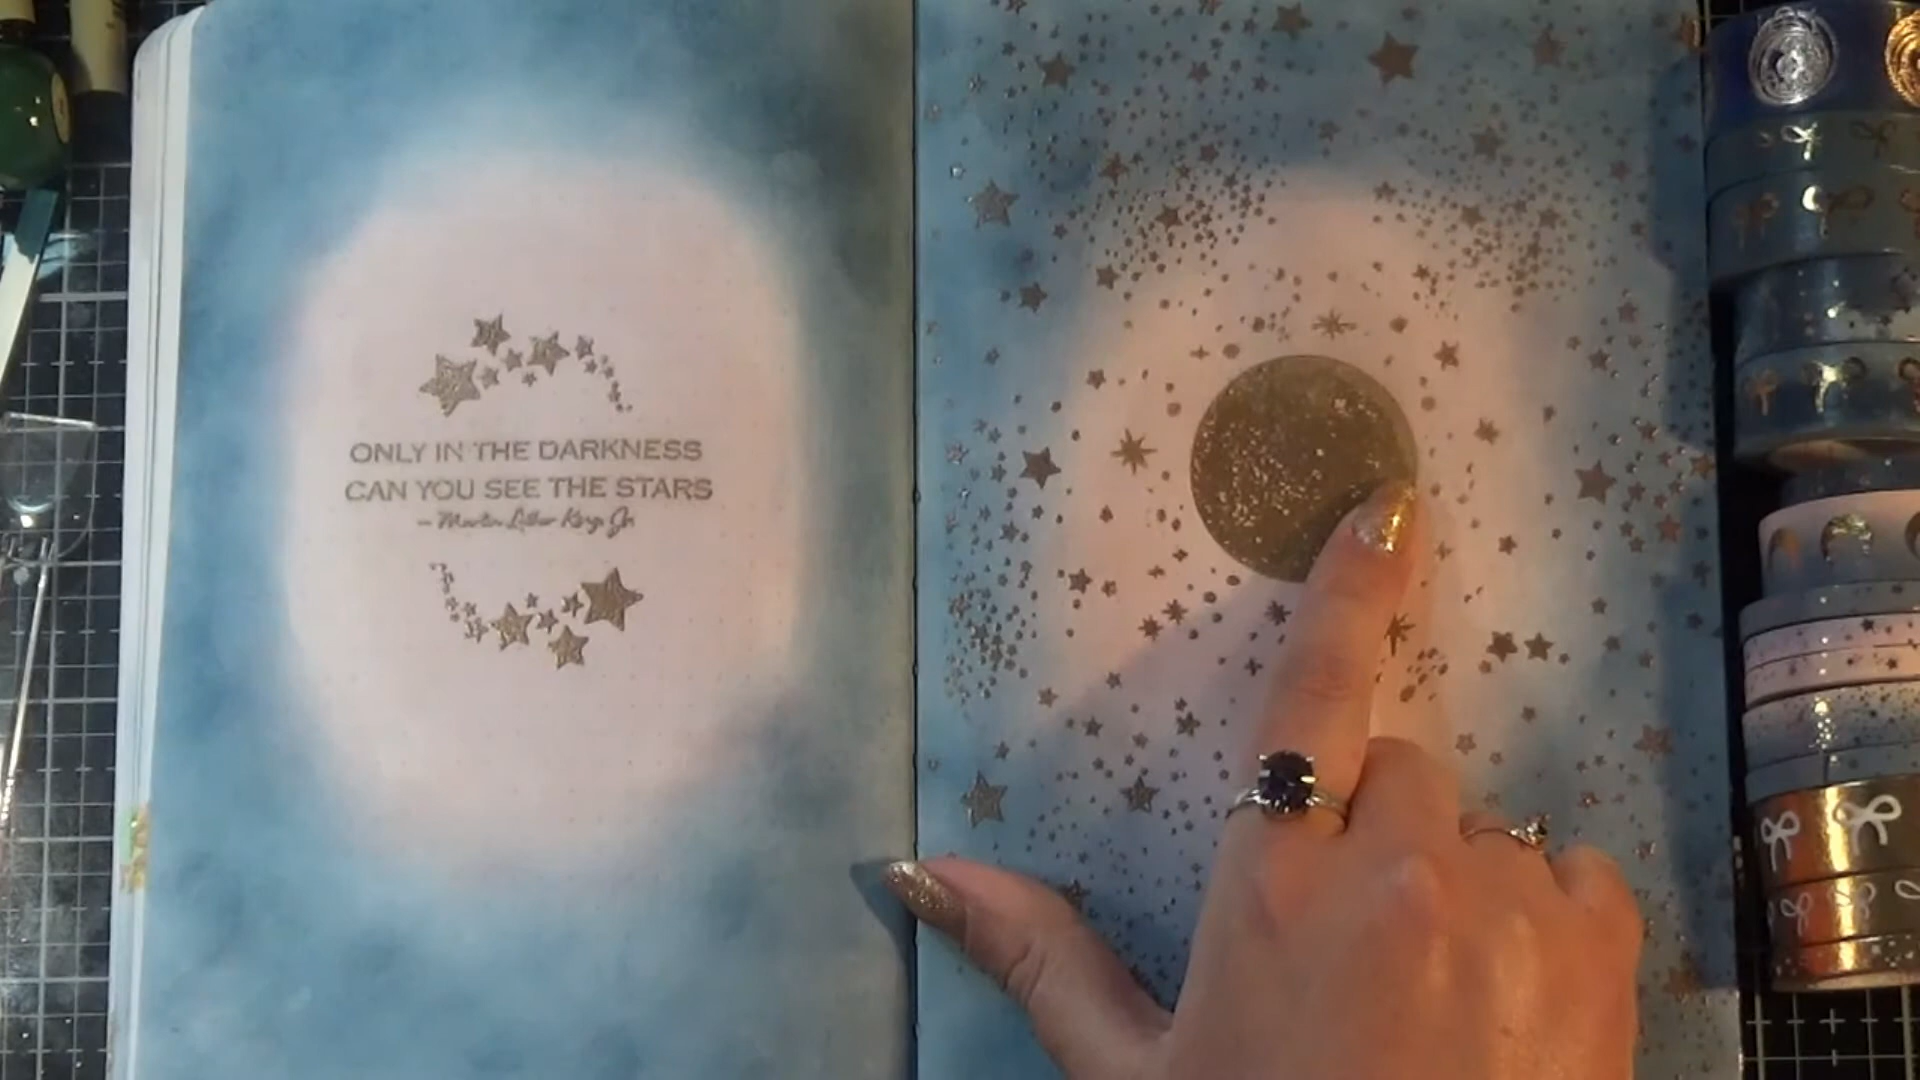 ONLY IN THE DARKNESS
CAN YOU SEE THE STARS
- Martin Luther King Jr.